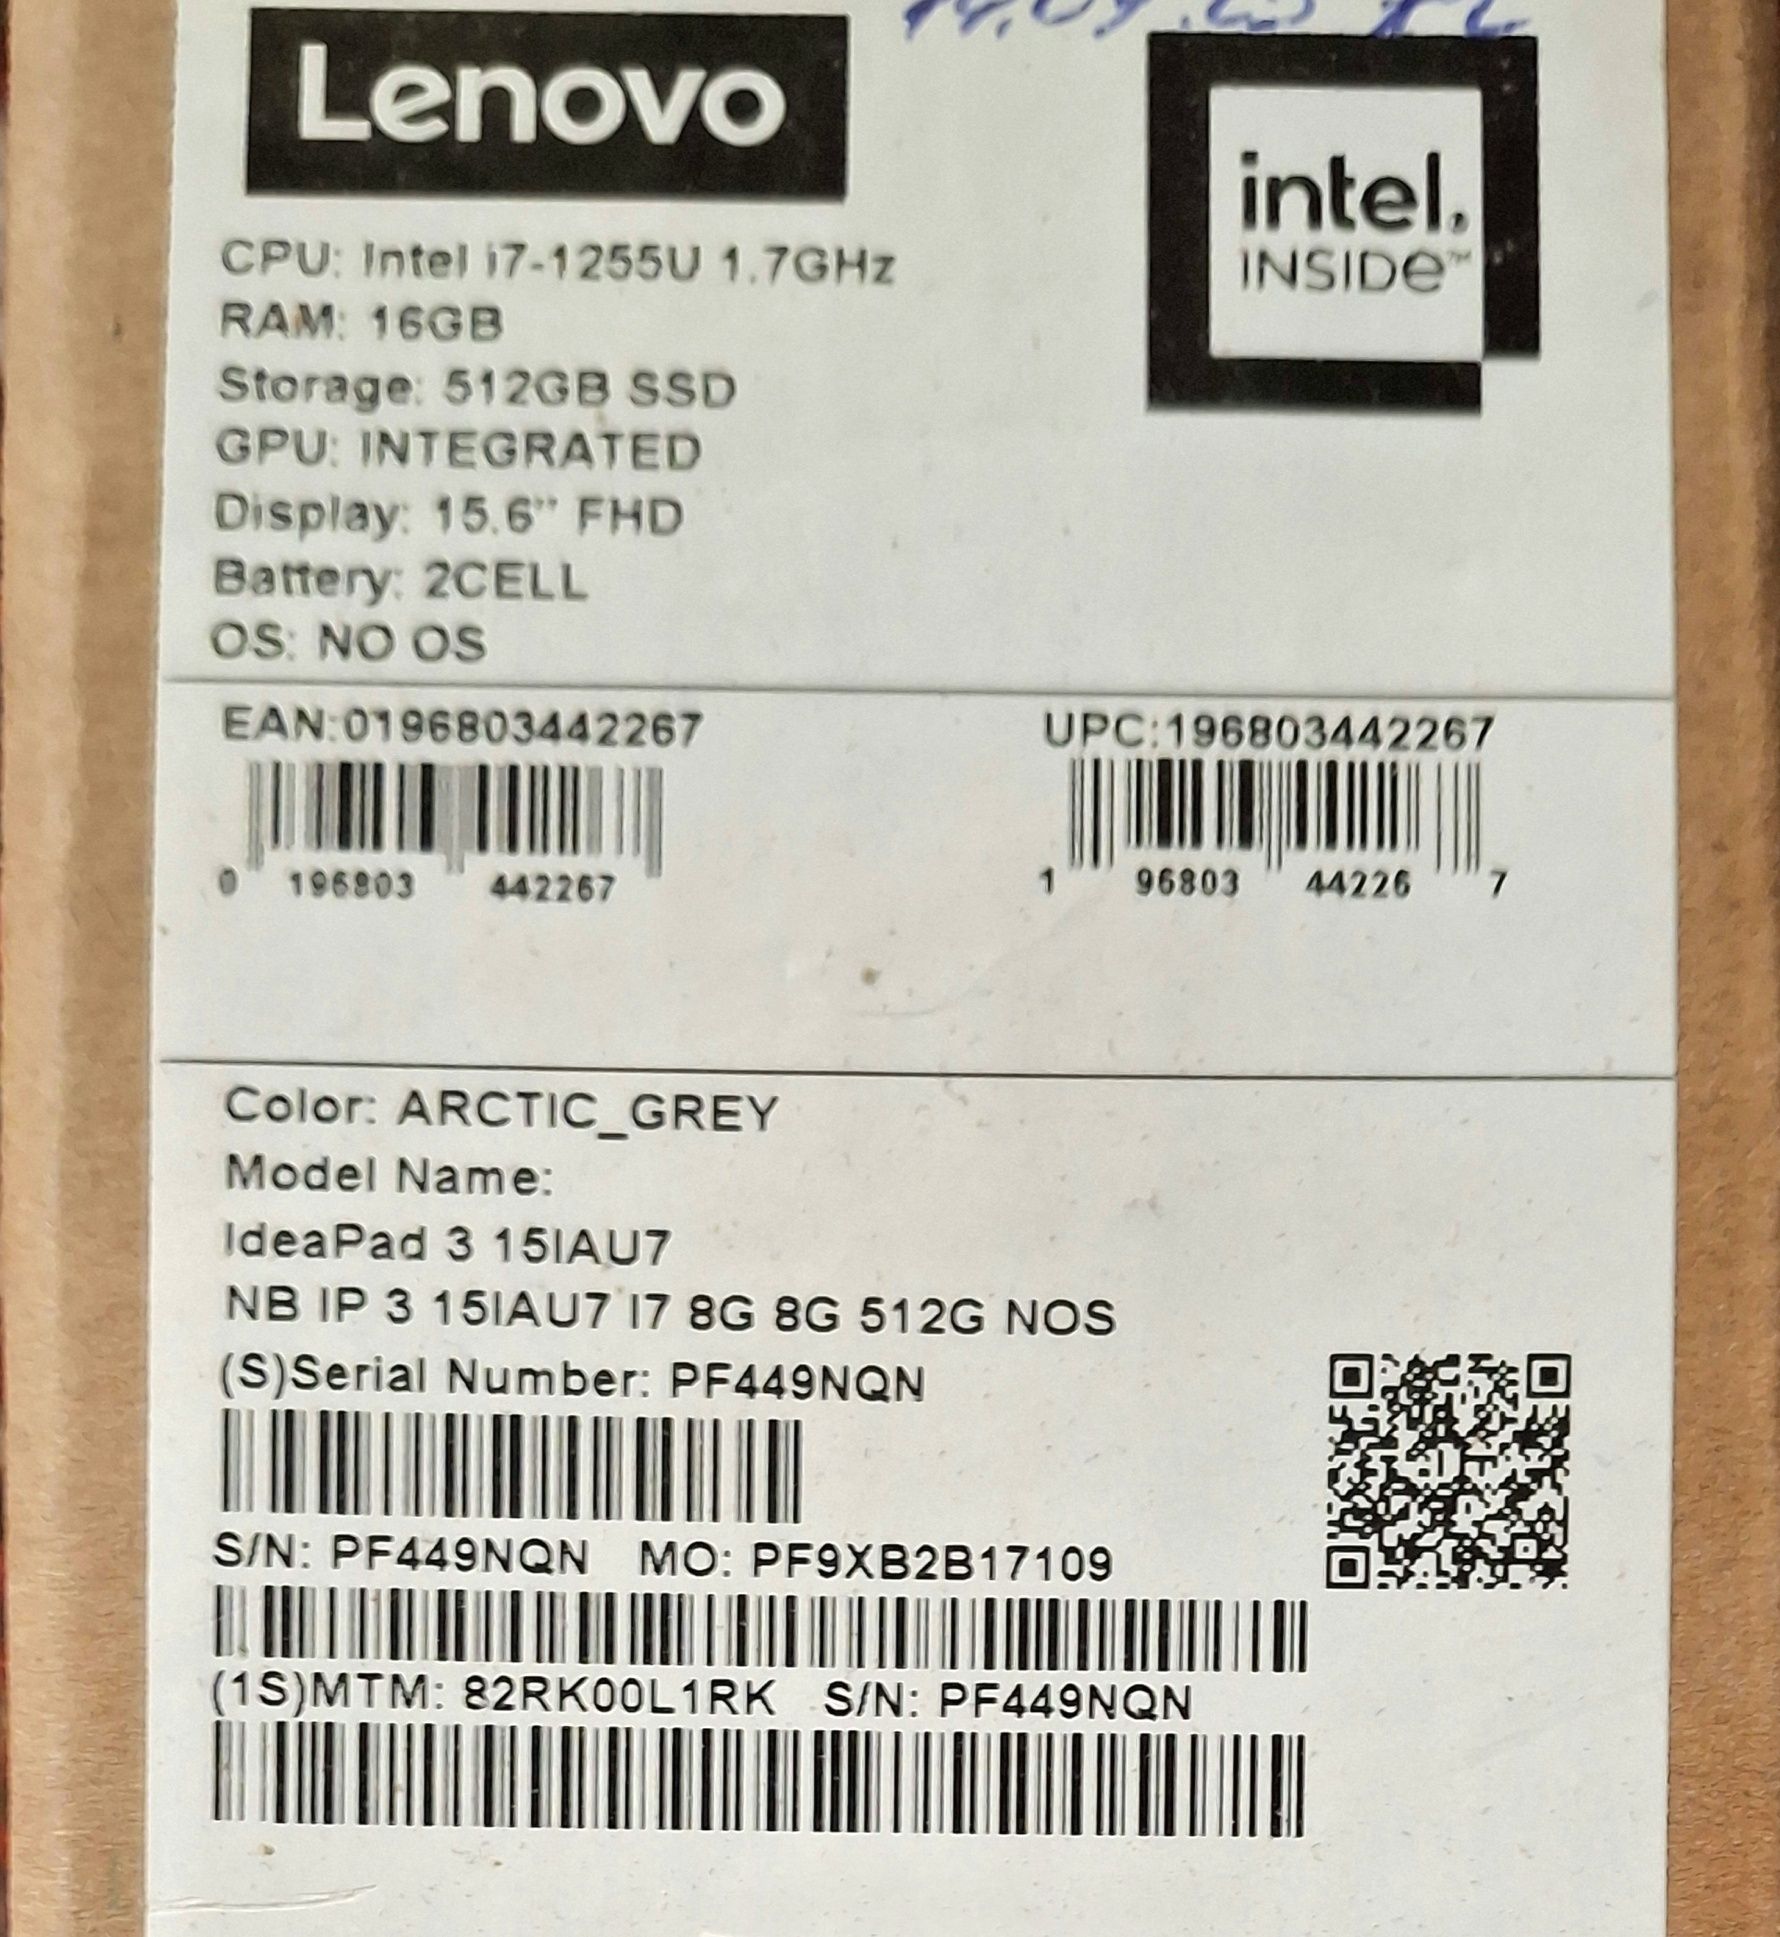 Lenovo
intel.
INSIDe™
CPU: Intel i7-1255U 1.7GHz
RAM: 16GB
Storage: 512GB SSD
GPU: INTEGRATED
Display: 15.6" FHD
Battery: 2CELL
OS: NO OS
EAN:0196803442267
UPC:196803442267
0 196803 442267
1 96803 44226 7
Color: ARCTIC_GREY
Model Name:
IdeaPad 3 15IAU7
NB IP 3 15IAU7 I7 8G 8G 512G NOS
(S)Serial Number: PF449NQN
S/N: PF449NQN MO: PF9XB2B17109
(1S)MTM: 82RK00L1RK S/N: PF449NQN